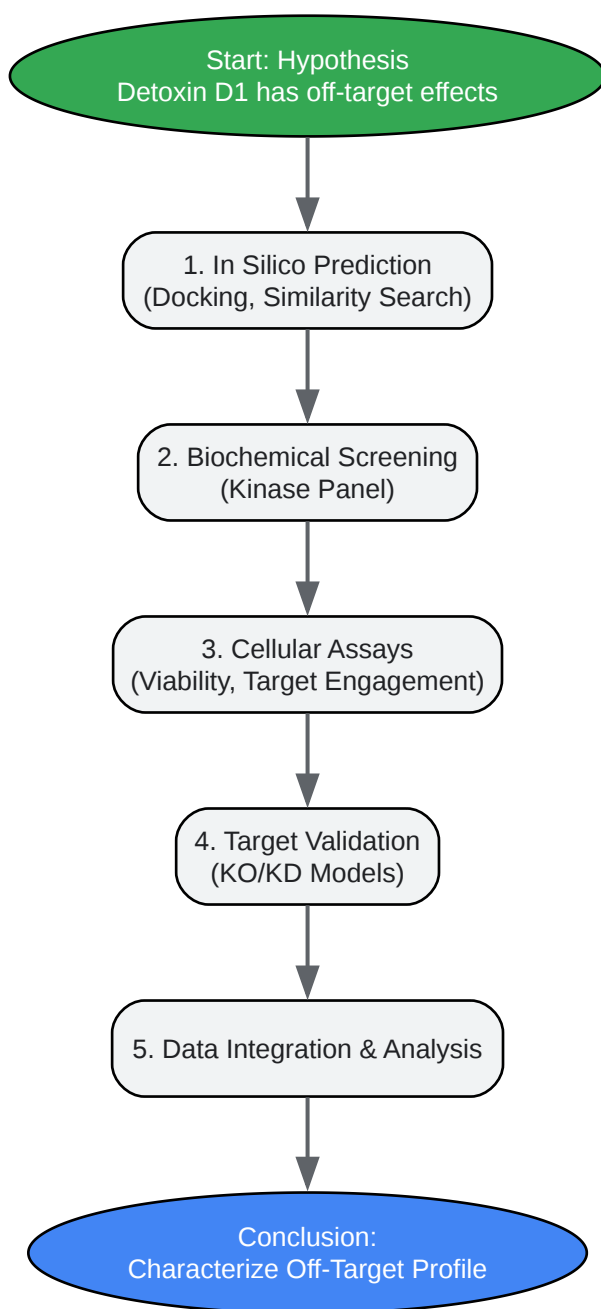 Start: Hypothesis
Detoxin D1 has off-target effects
1. In Silico Prediction
(Docking, Similarity Search)
2. Biochemical Screening
(Kinase Panel)
3. Cellular Assays
(Viability, Target Engagement)
4. Target Validation
(KO/KD Models)
5. Data Integration & Analysis
Conclusion:
Characterize Off-Target Profile